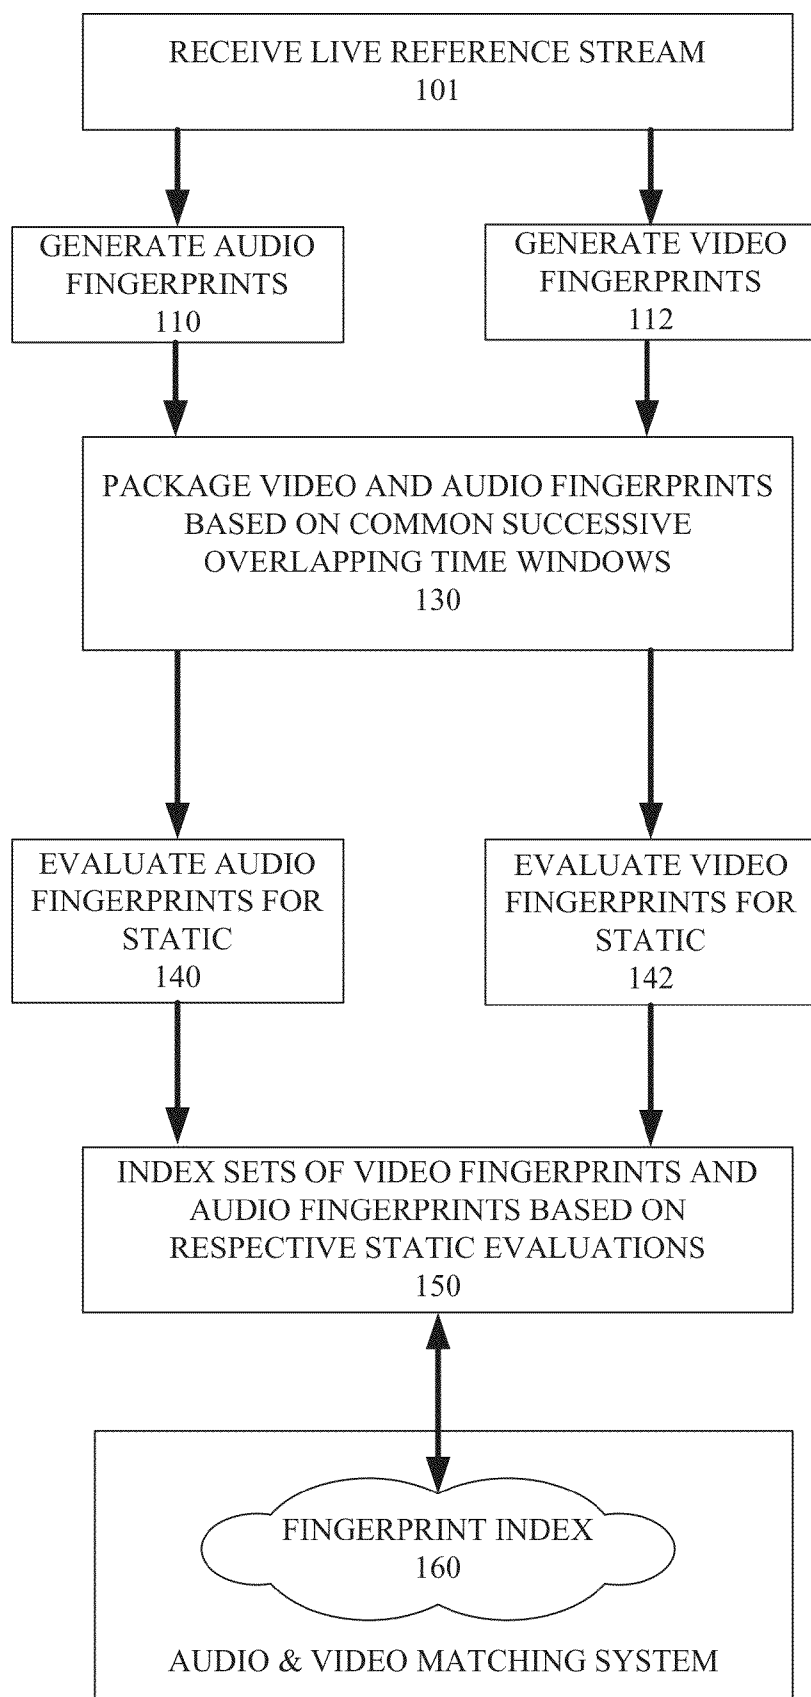 RECEIVE LIVE REFERENCE STREAM
101
GENERATE AUDIO
FINGERPRINTS
110
GENERATE VIDEO
FINGERPRINTS
112
PACKAGE VIDEO AND AUDIO FINGERPRINTS
BASED ON COMMON SUCCESSIVE
OVERLAPPING TIME WINDOWS
130
EVALUATE AUDIO
FINGERPRINTS FOR
STATIC
140
EVALUATE VIDEO
FINGERPRINTS FOR
STATIC
142
INDEX SETS OF VIDEO FINGERPRINTS AND
AUDIO FINGERPRINTS BASED ON
RESPECTIVE STATIC EVALUATIONS
150
FINGERPRINT INDEX
160
AUDIO & VIDEO MATCHING SYSTEM